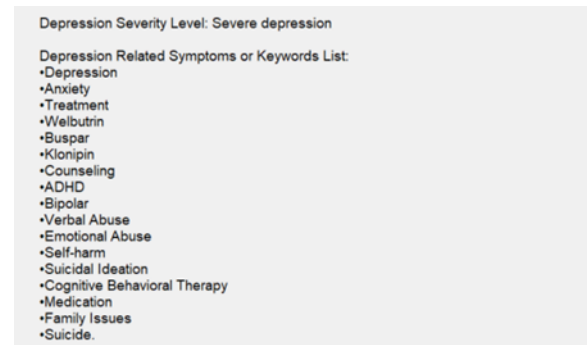 Depression Severity Level: Severe depression
Depression Related Symptoms or Keywords List:
•Depression
•Anxiety
•Treatment
•Welbutrin
•Buspar
•Klonipin
•Counseling
•ADHD
•Bipolar
•Verbal Abuse
•Emotional Abuse
•Self-harm
•Suicidal Ideation
•Cognitive Behavioral Therapy
•Medication
•Family Issues
•Suicide.